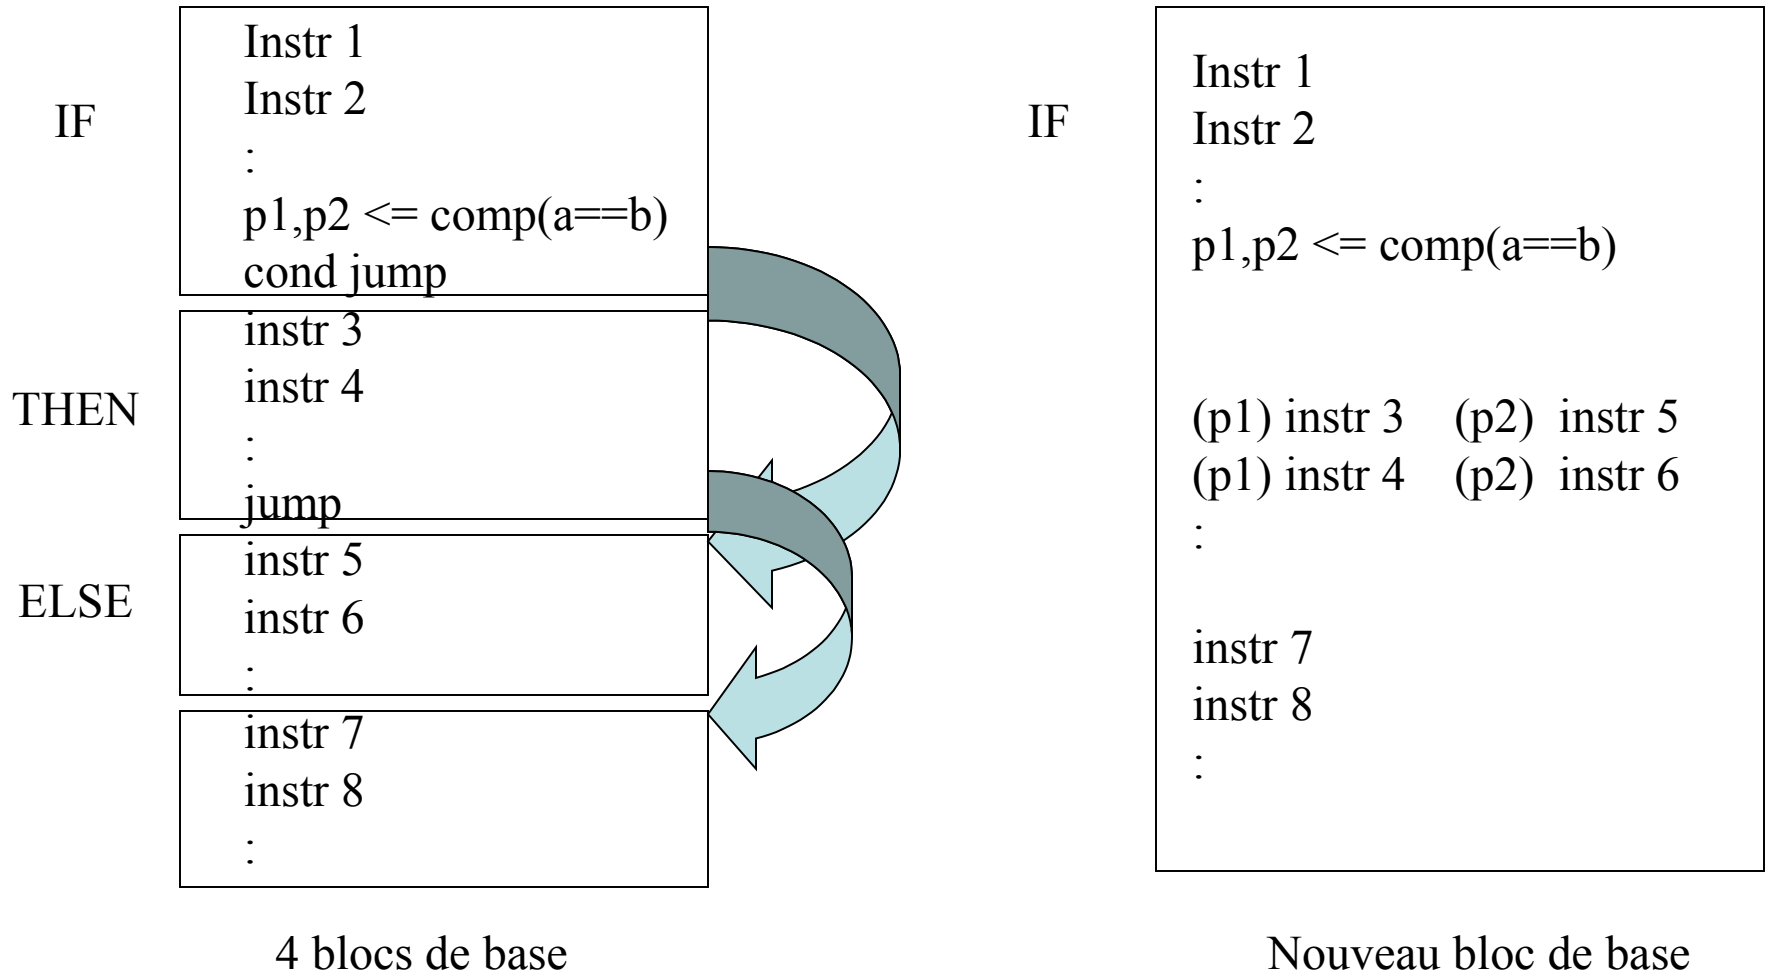 IF
Instr 1
Instr 2
:
p1,p2 <= comp(a==b)
cond jump
THEN
instr 3
instr 4
:
jump
ELSE
instr 5
instr 6
:
instr 7
instr 8
:
4 blocs de base
IF
Instr 1
Instr 2
:
p1,p2 <= comp(a==b)
(p1) instr 3 (p2) instr 5
(p1) instr 4 (p2) instr 6
:
instr 7
instr 8
:
Nouveau bloc de base